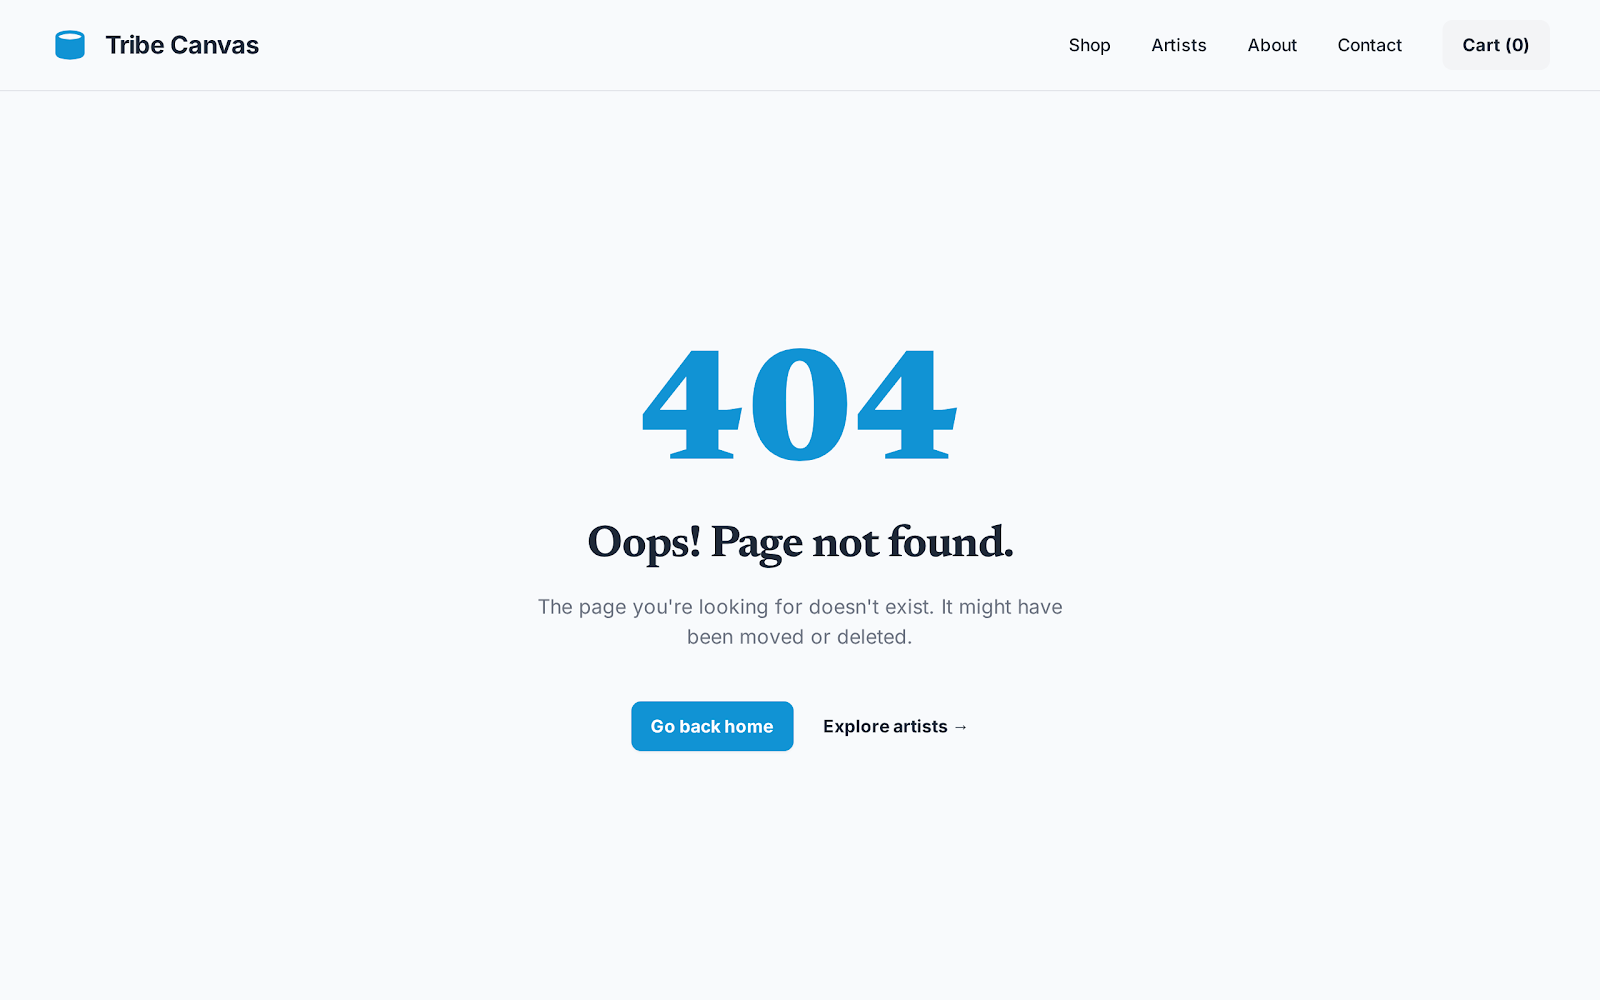 Tribe Canvas
Shop
Artists
About
Contact
Cart (0)
404
Oops! Page not found.
The page you're looking for doesn't exist. It might have
been moved or deleted.
Go back home
Explore artists →